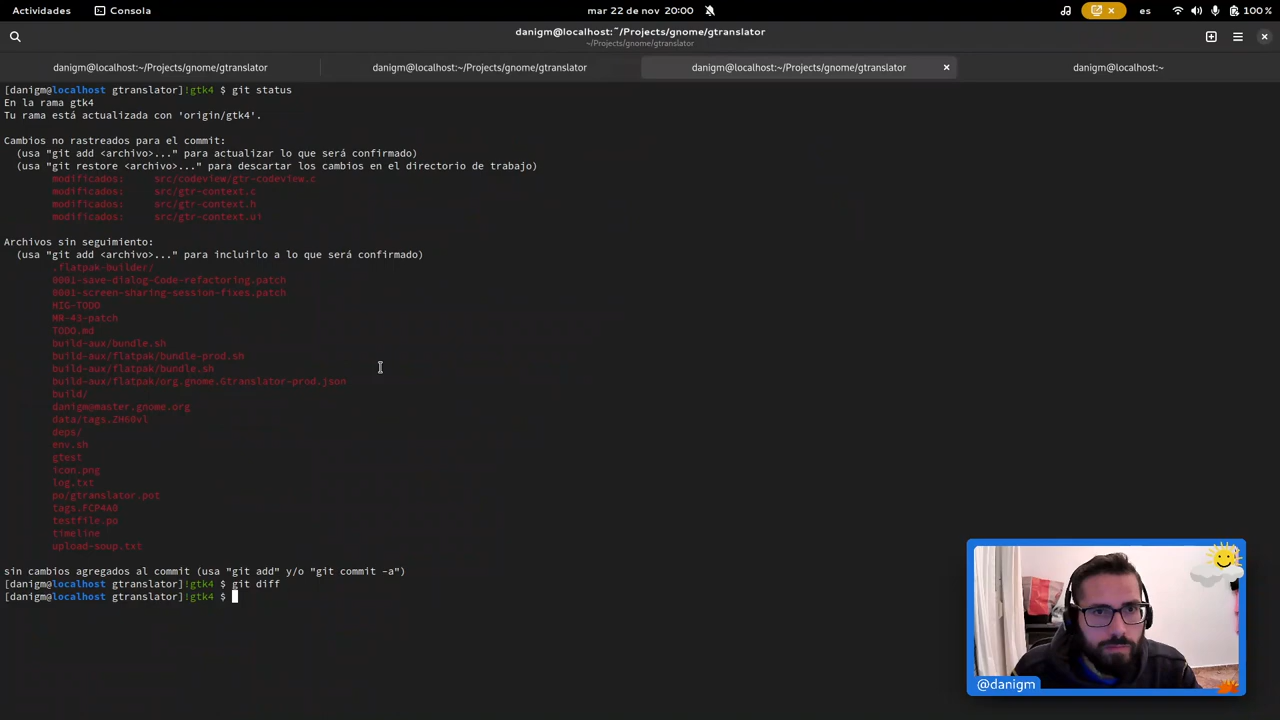 Actividades
Consola
mar 22 de nov 20:00
es
100 %
danigm@localhost:~/Projects/gnome/gtranslator
~/Projects/gnome/gtranslator
danigm@localhost:~/Projects/gnome/gtranslator
danigm@localhost:~/Projects/gnome/gtranslator
danigm@localhost:~/Projects/gnome/gtranslator
danigm@localhost:~
[danigm@localhost gtranslator]!gtk4 $ git status
En la rama gtk4
Tu rama está actualizada con 'origin/gtk4'.
Cambios no rastreados para el commit:
(usa "git add <archivo>..." para actualizar lo que será confirmado)
(usa "git restore <archivo>..." para descartar los cambios en el directorio de trabajo)
modificados: src/codeview/gtr-codeview.c
modificados: src/gtr-context.c
modificados: src/gtr-context.h
modificados: src/gtr-context.ui
Archivos sin seguimiento:
(usa "git add <archivo>..." para incluirlo a lo que será confirmado)
.flatpak-builder/
0001-save-dialog-Code-refactoring.patch
0001-screen-sharing-session-fixes.patch
HIG-TODO
MR-43-patch
TODO.md
build-aux/bundle.sh
build-aux/flatpak/bundle-prod.sh
build-aux/flatpak/bundle.sh
build-aux/flatpak/org.gnome.Gtranslator-prod.json
build/
danigm@master.gnome.org
data/tags.ZH60vl
deps/
env.sh
gtest
icon.png
log.txt
po/gtranslator.pot
tags.FCP4A0
testfile.po
timeline
upload-soup.txt
sin cambios agregados al commit (usa "git add" y/o "git commit -a")
[danigm@localhost gtranslator]!gtk4 $ git diff
[danigm@localhost gtranslator]!gtk4 $
@danigm